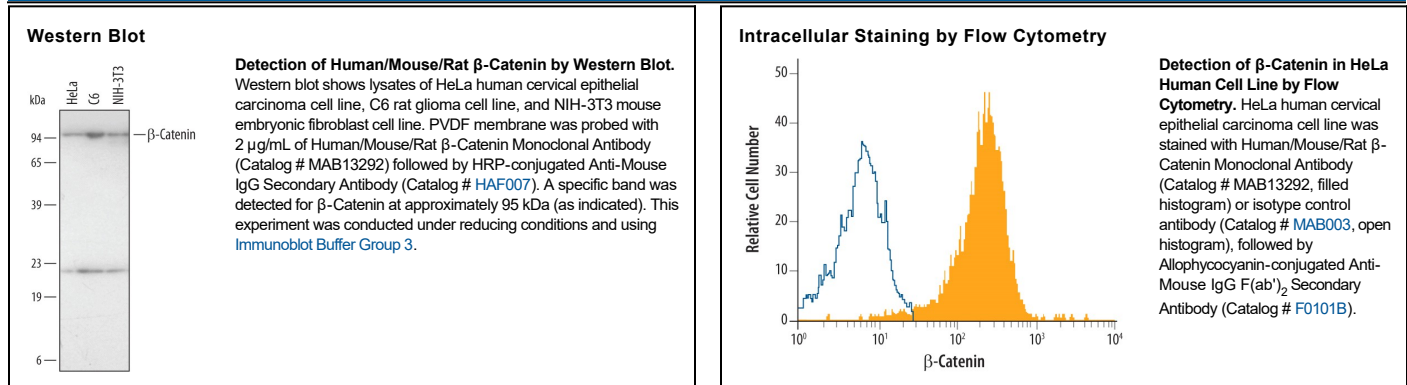 Western Blot
kDa
HeLa
C6
NIH-3T3
94
β-Catenin
65
39
23
19
6
Detection of Human/Mouse/Rat β-Catenin by Western Blot.
Western blot shows lysates of HeLa human cervical epithelial
carcinoma cell line, C6 rat glioma cell line, and NIH-3T3 mouse
embryonic fibroblast cell line. PVDF membrane was probed with
2 µg/mL of Human/Mouse/Rat β-Catenin Monoclonal Antibody
(Catalog # MAB13292) followed by HRP-conjugated Anti-Mouse
IgG Secondary Antibody (Catalog # HAF007). A specific band was
detected for β-Catenin at approximately 95 kDa (as indicated). This
experiment was conducted under reducing conditions and using
Immunoblot Buffer Group 3.
Intracellular Staining by Flow Cytometry
Relative Cell Number
50
40
30
20
10
0
10⁰
10¹
10²
10³
10⁴
β-Catenin
Detection of β-Catenin in HeLa
Human Cell Line by Flow
Cytometry. HeLa human cervical
epithelial carcinoma cell line was
stained with Human/Mouse/Rat β-
Catenin Monoclonal Antibody
(Catalog # MAB13292, filled
histogram) or isotype control
antibody (Catalog # MAB003, open
histogram), followed by
Allophycocyanin-conjugated Anti-
Mouse IgG F(ab')₂ Secondary
Antibody (Catalog # F0101B).